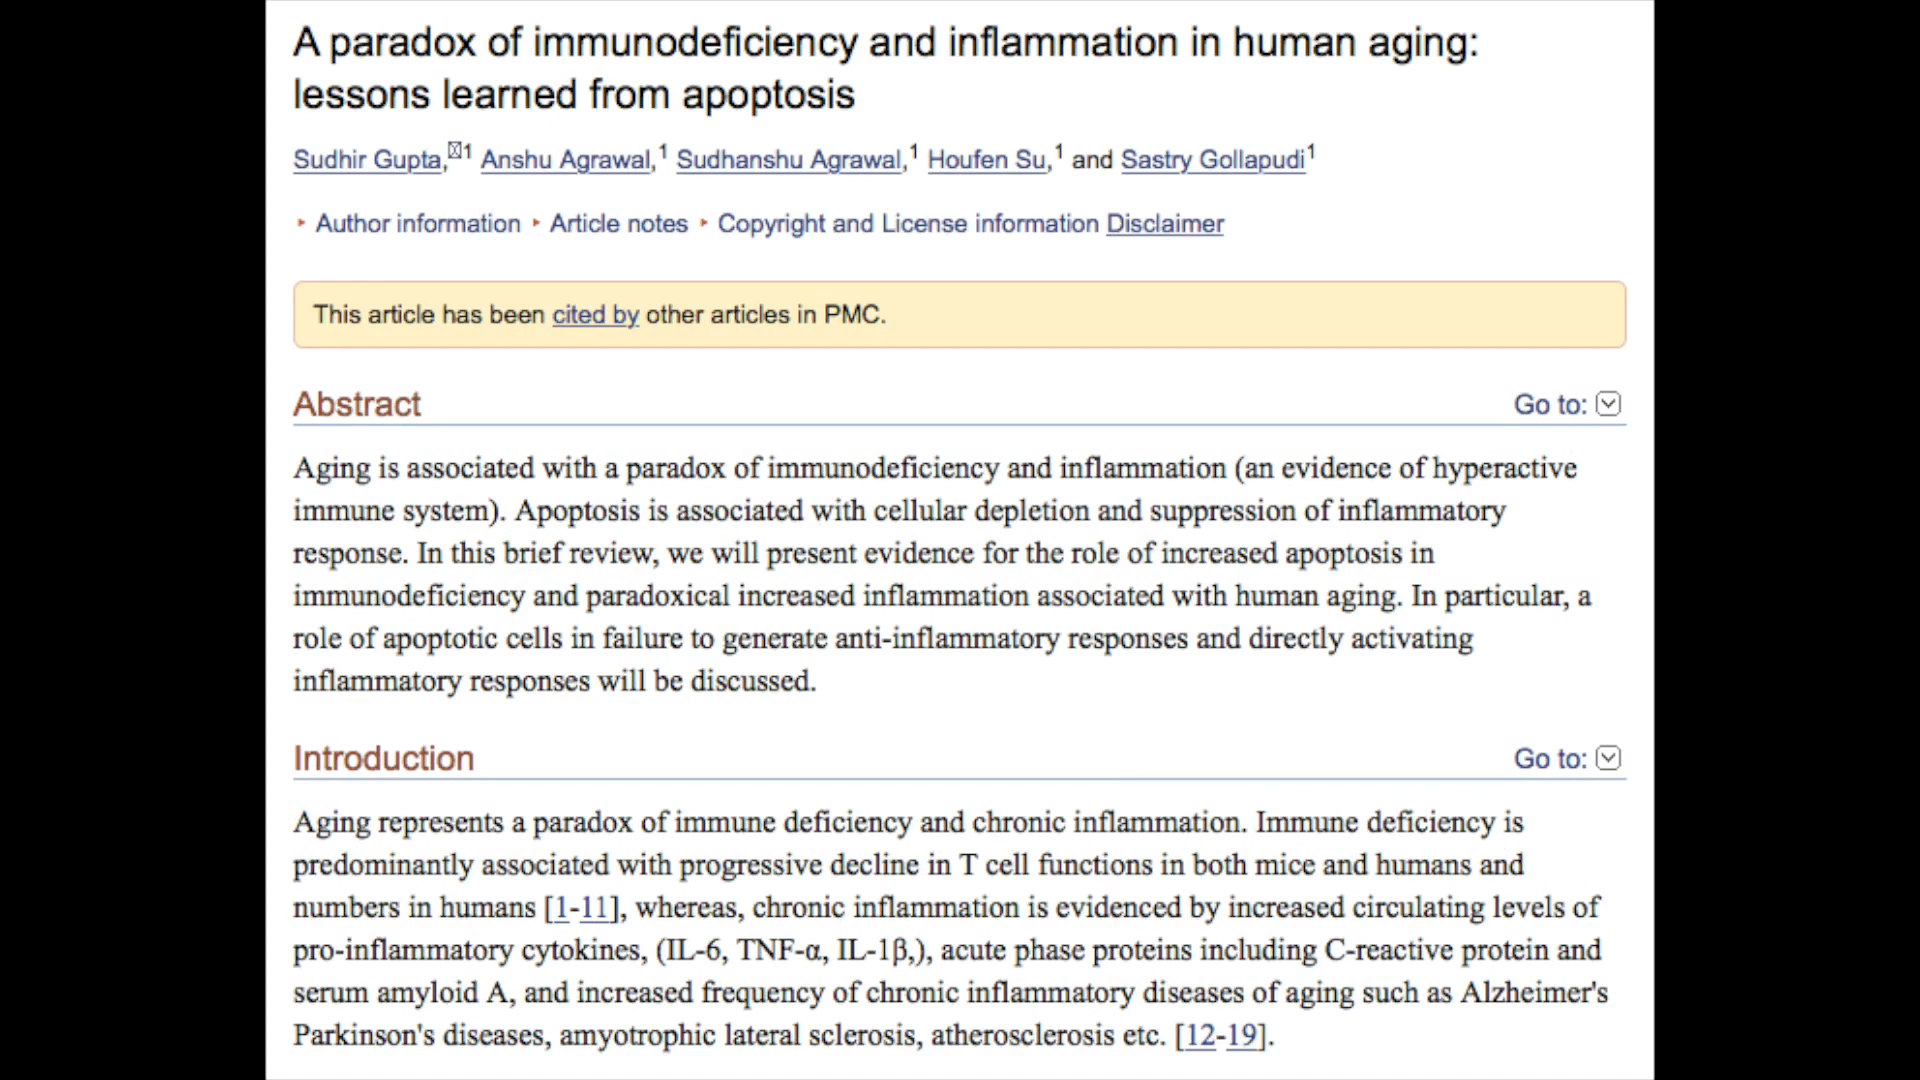 A paradox of immunodeficiency and inflammation in human aging:
lessons learned from apoptosis
Sudhir Gupta,1 Anshu Agrawal,1 Sudhanshu Agrawal,1 Houfen Su,1 and Sastry Gollapudi1
Author information Article notes Copyright and License information Disclaimer
This article has been cited by other articles in PMC.
Abstract Go to:
Aging is associated with a paradox of immunodeficiency and inflammation (an evidence of hyperactive
immune system). Apoptosis is associated with cellular depletion and suppression of inflammatory
response. In this brief review, we will present evidence for the role of increased apoptosis in
immunodeficiency and paradoxical increased inflammation associated with human aging. In particular, a
role of apoptotic cells in failure to generate anti-inflammatory responses and directly activating
inflammatory responses will be discussed.
Introduction Go to:
Aging represents a paradox of immune deficiency and chronic inflammation. Immune deficiency is
predominantly associated with progressive decline in T cell functions in both mice and humans and
numbers in humans [1-11], whereas, chronic inflammation is evidenced by increased circulating levels of
pro-inflammatory cytokines, (IL-6, TNF-α, IL-1β,), acute phase proteins including C-reactive protein and
serum amyloid A, and increased frequency of chronic inflammatory diseases of aging such as Alzheimer's
Parkinson's diseases, amyotrophic lateral sclerosis, atherosclerosis etc. [12-19].